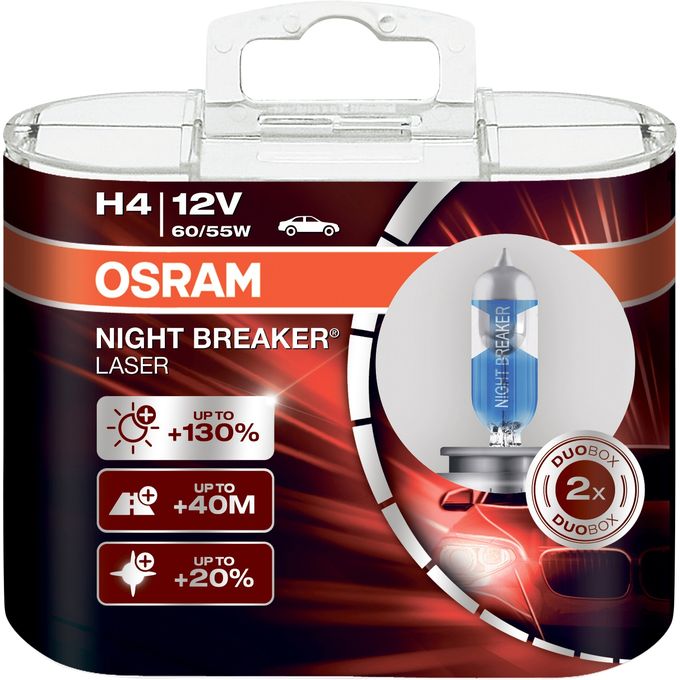 H4 | 12V
60/55W
OSRAM
NIGHT BREAKER®
LASER
UP TO
+130%
UP TO
+40M
UP TO
+20%
NIGHT BREAKER
DUOBOX
2x
DUOBOX